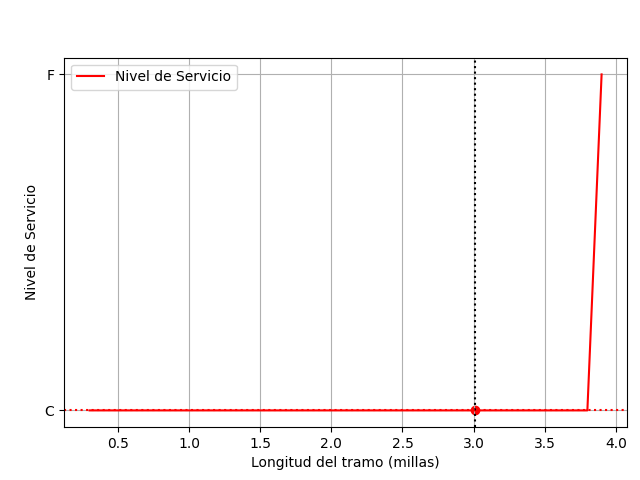 F
Nivel de Servicio
Nivel de Servicio
C
0.5 1.0 1.5 2.0 2.5 3.0 3.5 4.0
Longitud del tramo (millas)